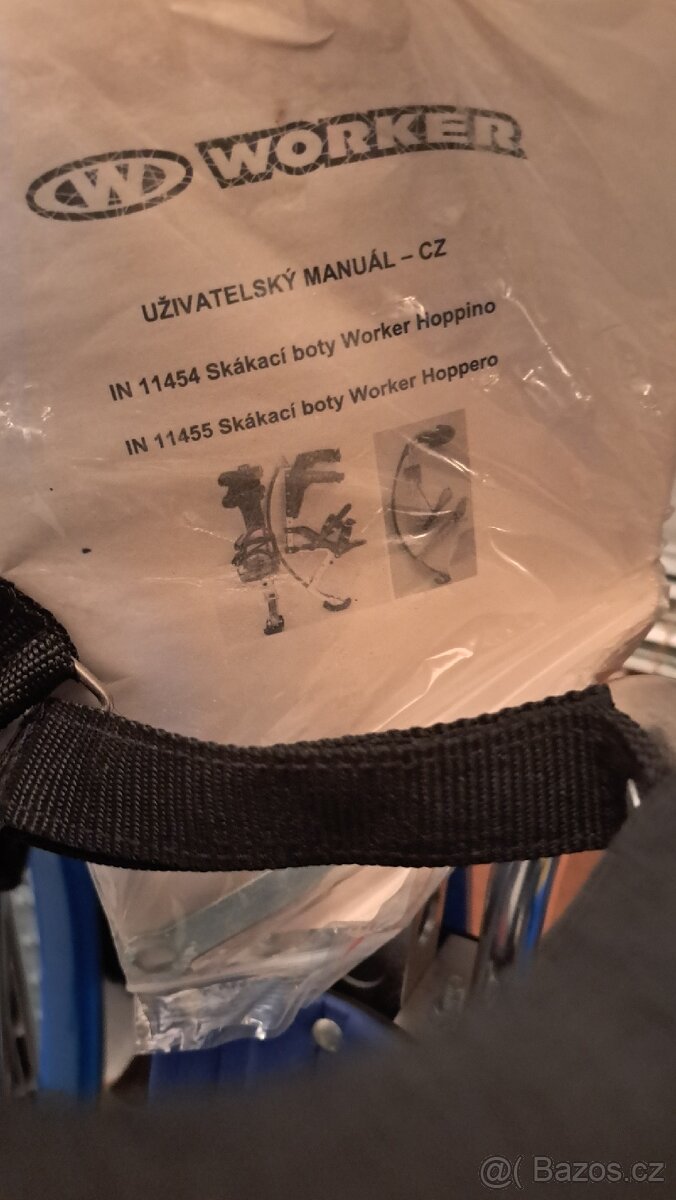 W WORKER
UŽIVATELSKÝ MANUÁL – CZ
IN 11454 Skákací boty Worker Hoppino
IN 11455 Skákací boty Worker Hoppero
@( Bazos.cz